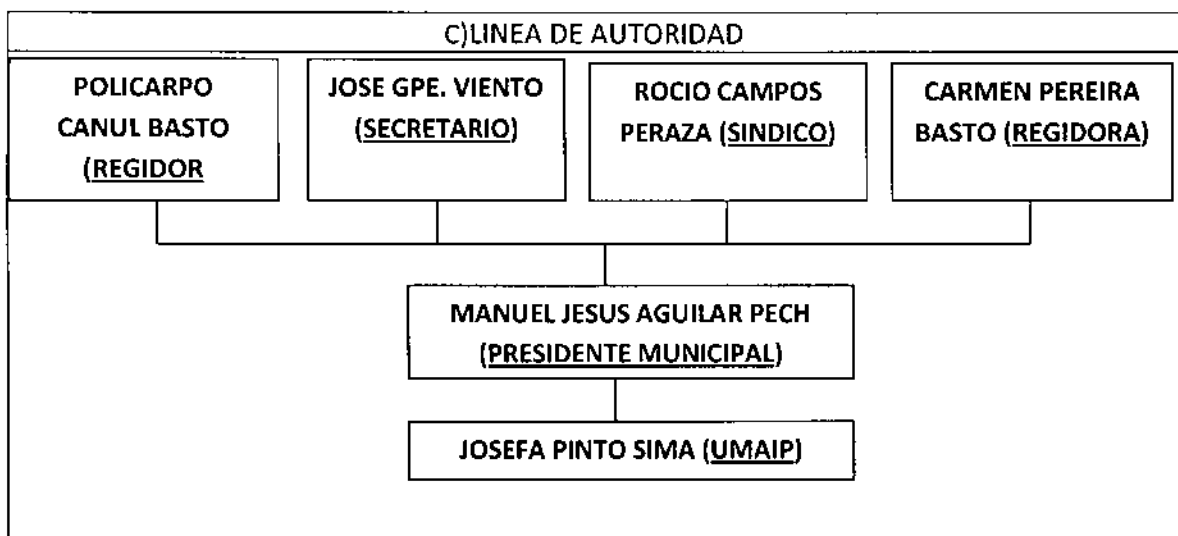 C)LINEA DE AUTORIDAD
POLICARPO
CANUL BASTO
(REGIDOR
JOSE GPE. VIENTO
(SECRETARIO)
ROCIO CAMPOS
PERAZA (SINDICO)
CARMEN PEREIRA
BASTO (REGIDORA)
MANUEL JESUS AGUILAR PECH
(PRESIDENTE MUNICIPAL)
JOSEFA PINTO SIMA (UMAIP)